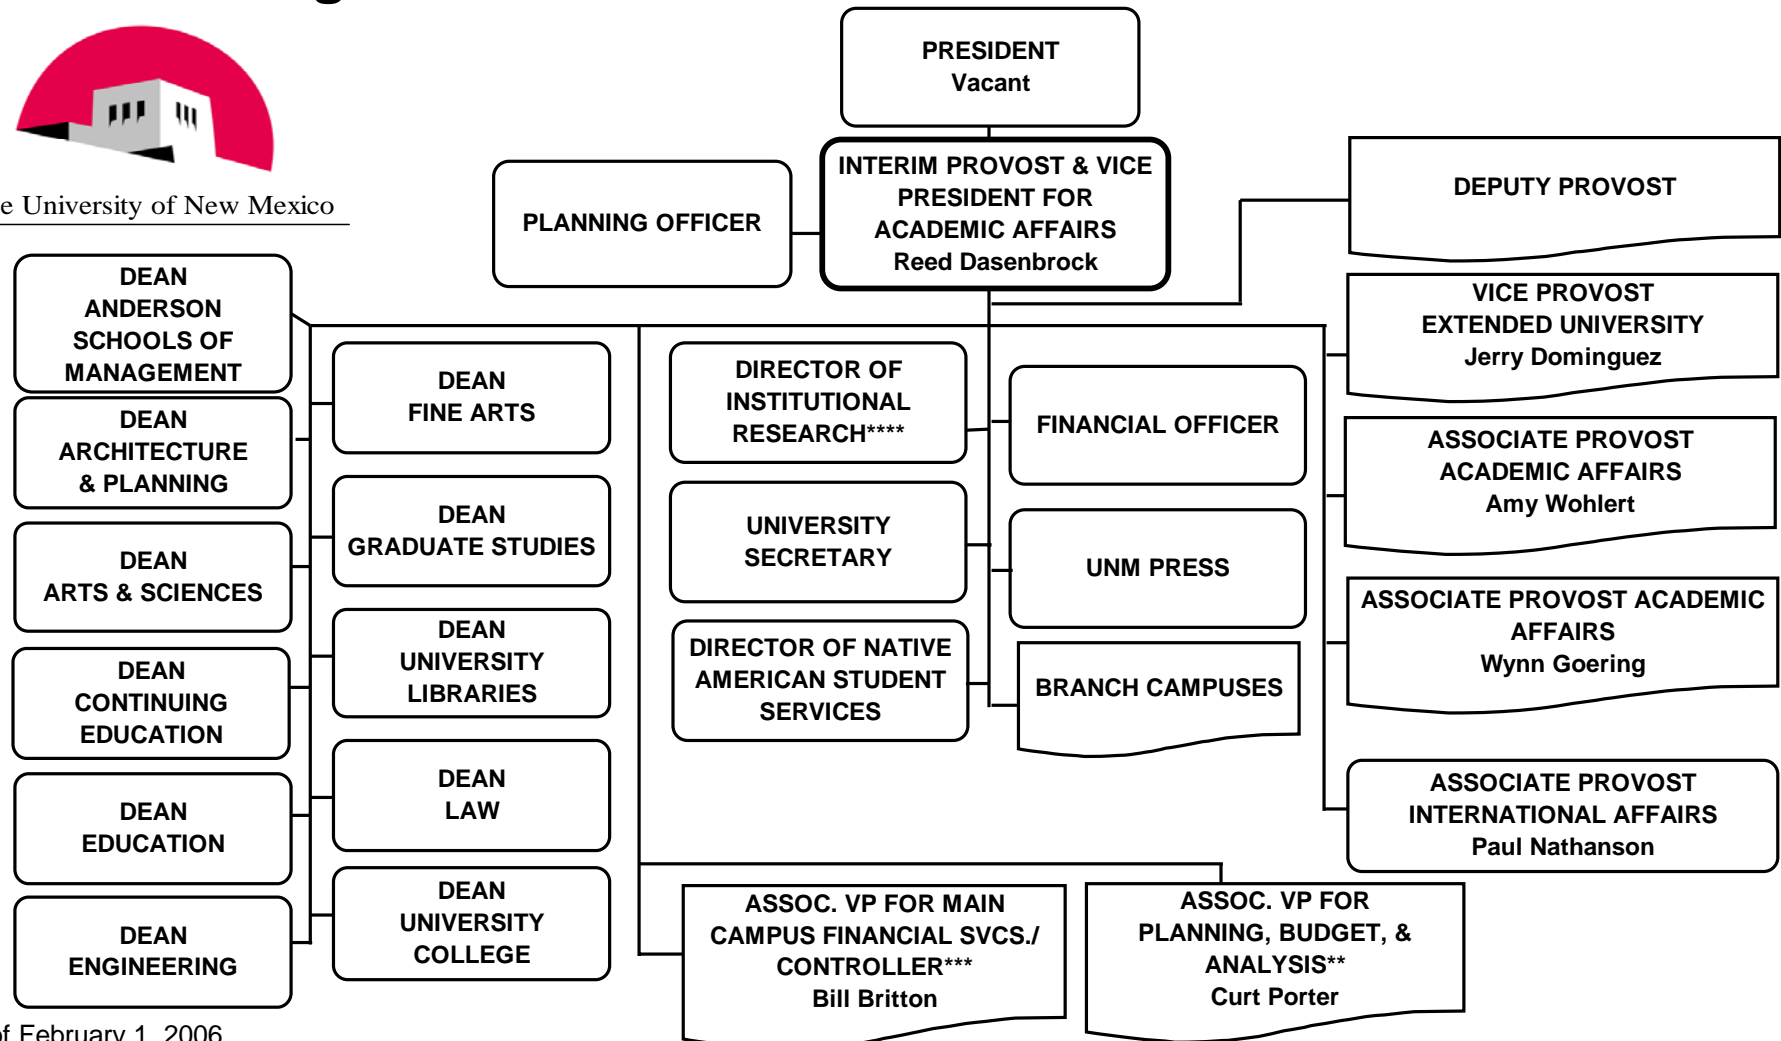 PRESIDENT
Vacant
University of New Mexico
PLANNING OFFICER
INTERIM PROVOST & VICE
PRESIDENT FOR
ACADEMIC AFFAIRS
Reed Dasenbrock
DEPUTY PROVOST
DEAN
ANDERSON
SCHOOLS OF
MANAGEMENT
DEAN
ARCHITECTURE
& PLANNING
DEAN
ARTS & SCIENCES
DEAN
CONTINUING
EDUCATION
DEAN
EDUCATION
DEAN
ENGINEERING
DEAN
FINE ARTS
DEAN
GRADUATE STUDIES
DEAN
UNIVERSITY
LIBRARIES
DEAN
LAW
DEAN
UNIVERSITY
COLLEGE
DIRECTOR OF
INSTITUTIONAL
RESEARCH****
UNIVERSITY
SECRETARY
DIRECTOR OF NATIVE
AMERICAN STUDENT
SERVICES
FINANCIAL OFFICER
UNM PRESS
BRANCH CAMPUSES
VICE PROVOST
EXTENDED UNIVERSITY
Jerry Dominguez
ASSOCIATE PROVOST
ACADEMIC AFFAIRS
Amy Wohlert
ASSOCIATE PROVOST ACADEMIC
AFFAIRS
Wynn Goering
ASSOCIATE PROVOST
INTERNATIONAL AFFAIRS
Paul Nathanson
ASSOC. VP FOR MAIN
CAMPUS FINANCIAL SVCS./
CONTROLLER***
Bill Britton
ASSOC. VP FOR
PLANNING, BUDGET, &
ANALYSIS**
Curt Porter
of February 1, 2006